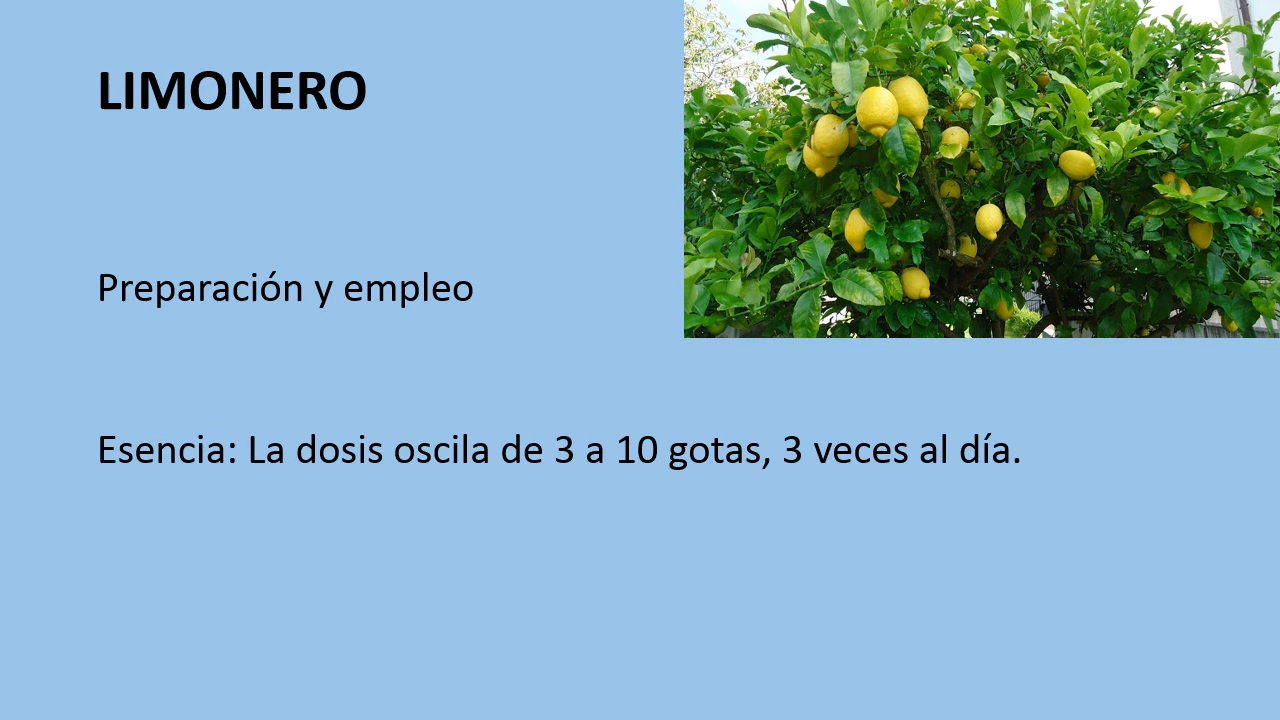 LIMONERO
Preparación y empleo
Esencia: La dosis oscila de 3 a 10 gotas, 3 veces al día.